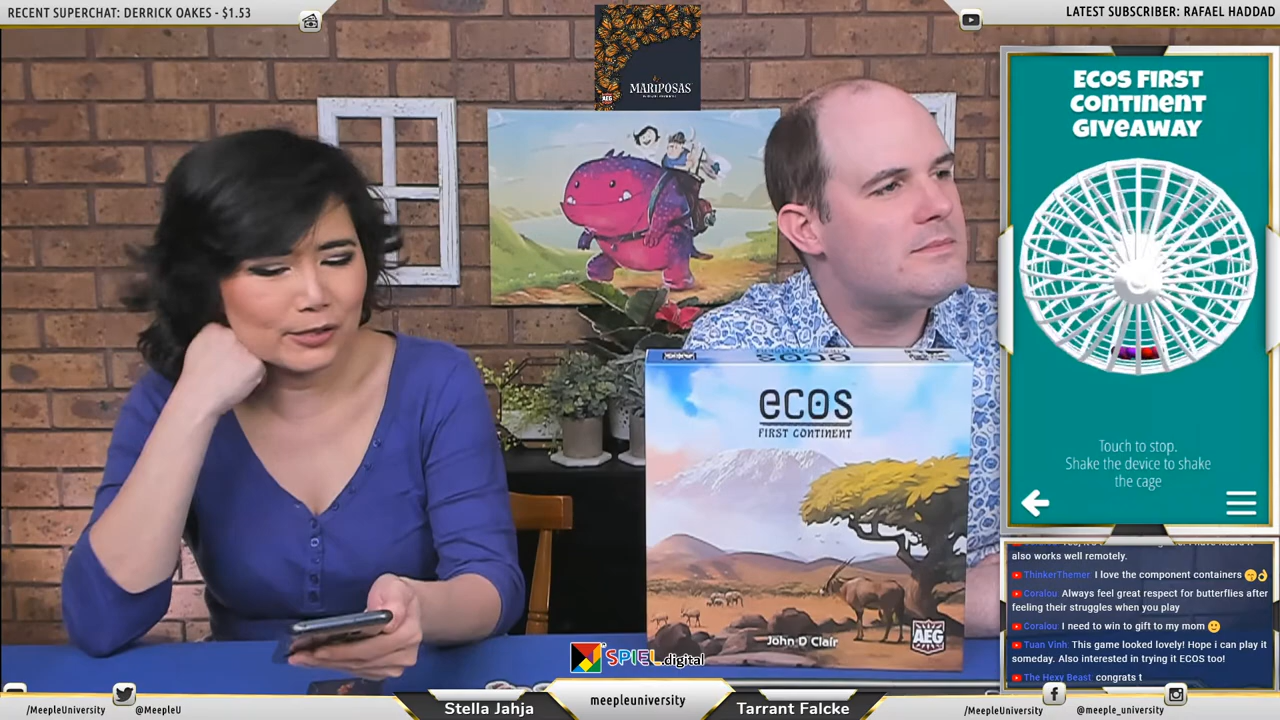 RECENT SUPERCHAT: DERRICK OAKES - $1.53
LATEST SUBSCRIBER: RAFAEL HADDAD
MARIPOSAS
AEG
ECOS FIRST
CONTINENT
GIVEAWAY
ecos
FIRST CONTINENT
John D Clair
AEG
Touch to stop.
Shake the device to shake
the cage
also works well remotely.
ThinkerThemer I love the component containers 😙👌
Coralou Always feel great respect for butterflies after
feeling their struggles when you play
Coralou I need to win to gift to my mom 🙂
Tuan Vinh This game looked lovely! Hope i can play it
someday. Also interested in trying it ECOS too!
The Hexy Beast congrats t
SPIEL.digital
/MeepleUniversity
@MeepleU
Stella Jahja
meepleuniversity
Tarrant Falcke
/MeepleUniversity
@meeple_university